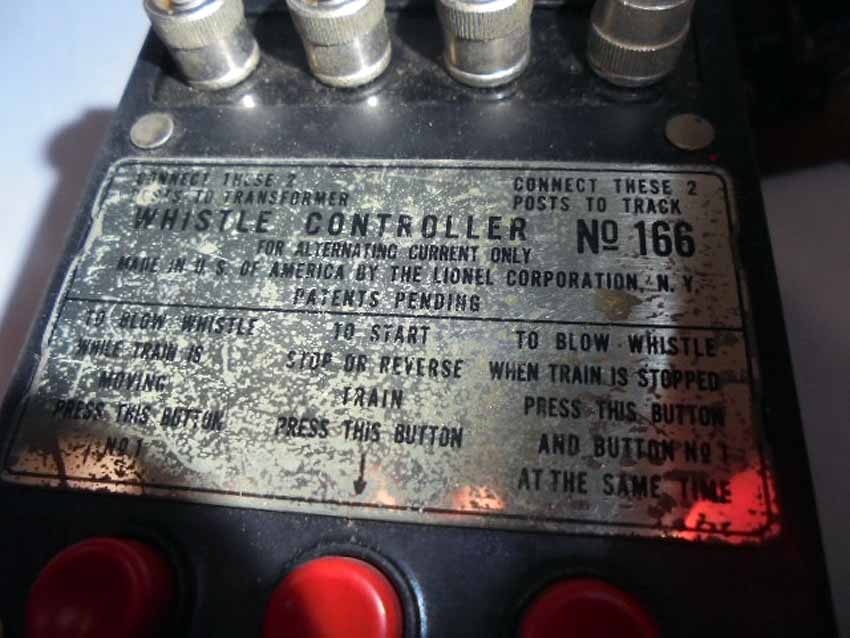 CONNECT THESE 2
POSTS TO TRANSFORMER
CONNECT THESE 2
POSTS TO TRACK
WHISTLE CONTROLLER
Nº 166
FOR ALTERNATING CURRENT ONLY
MADE IN U.S. OF AMERICA BY THE LIONEL CORPORATION, N.Y.
PATENTS PENDING
TO BLOW WHISTLE
WHILE TRAIN IS
MOVING
PRESS THIS BUTTON
Nº 1
TO START
STOP OR REVERSE
TRAIN
PRESS THIS BUTTON
TO BLOW WHISTLE
WHEN TRAIN IS STOPPED
PRESS THIS BUTTON
AND BUTTON Nº 1
AT THE SAME TIME